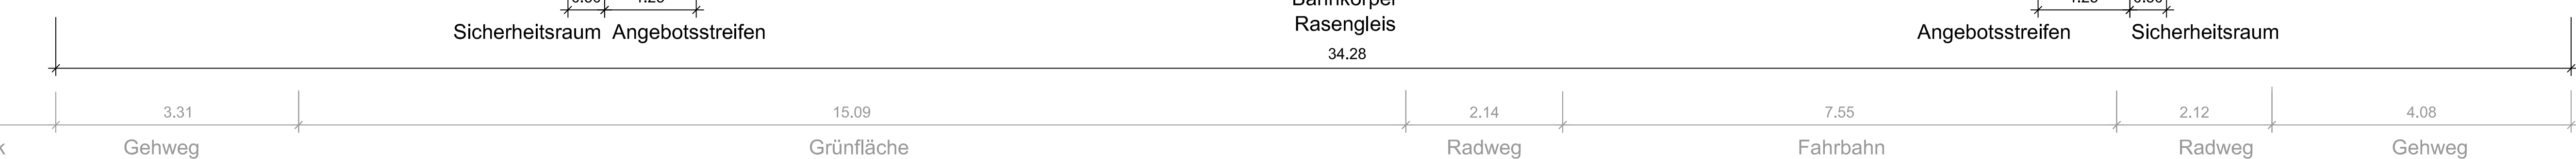 Rasengleis
Sicherheitsraum Angebotsstreifen Angebotsstreifen Sicherheitsraum
34.28
3.31 15.09 2.14 7.55 2.12 4.08
Gehweg Grünfläche Radweg Fahrbahn Radweg Gehweg